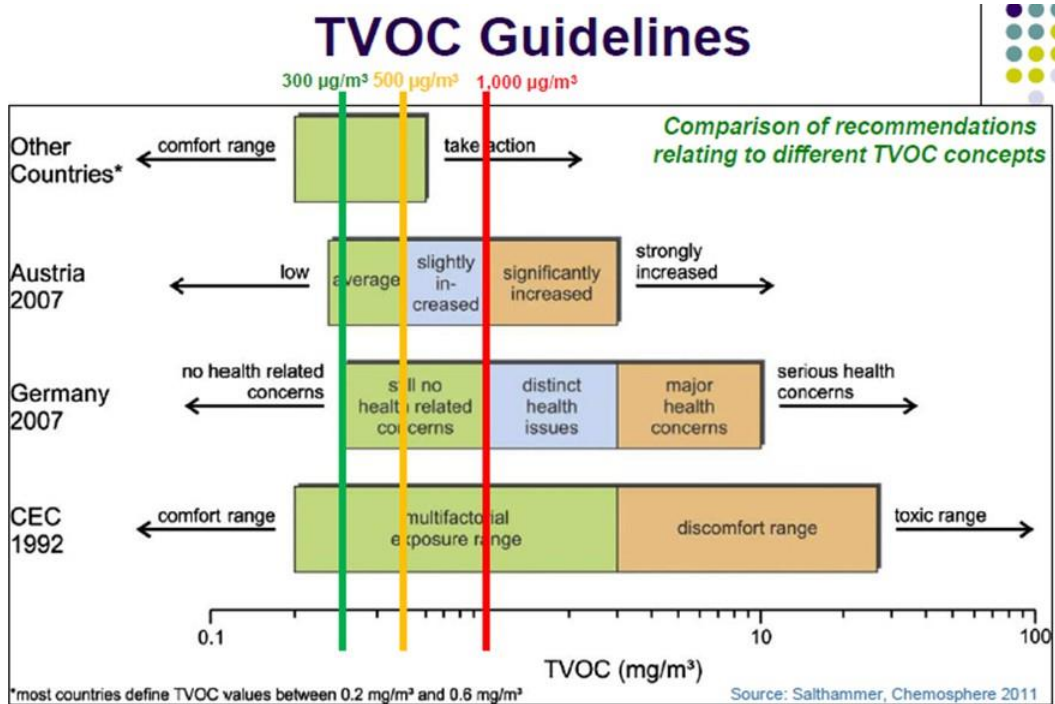 TVOC Guidelines
300 µg/m³
500 µg/m³
1,000 µg/m³
Comparison of recommendations
relating to different TVOC concepts
Other
Countries*
comfort range
take action
Austria
2007
low
average
slightly
in-
creased
significantly
increased
strongly
increased
Germany
2007
no health related
concerns
still no
health related
concerns
distinct
health
issues
major
health
concerns
serious health
concerns
CEC
1992
comfort range
multifactorial
exposure range
discomfort range
toxic range
0.1
10
100
TVOC (mg/m³)
*most countries define TVOC values between 0.2 mg/m³ and 0.6 mg/m³
Source: Salthammer, Chemosphere 2011